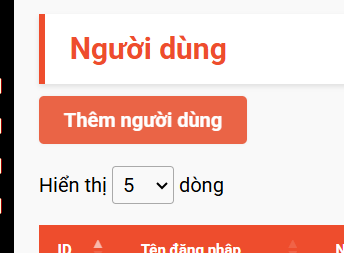 Người dùng
Thêm người dùng
Hiển thị 5 dòng
ID Tên đăng nhập